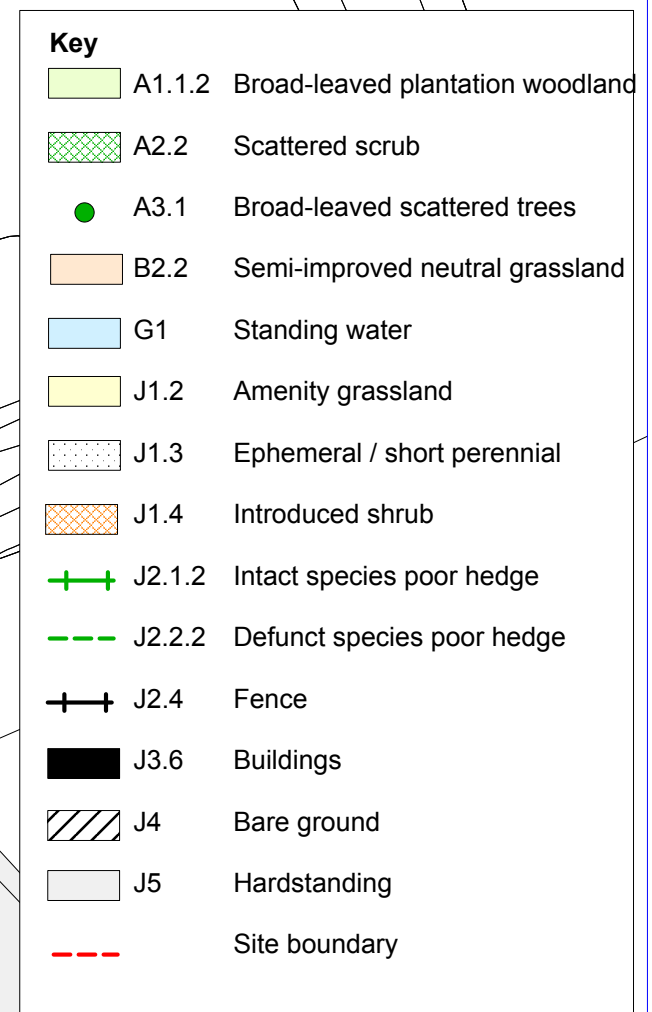 Key
A1.1.2 Broad-leaved plantation woodland
A2.2 Scattered scrub
A3.1 Broad-leaved scattered trees
B2.2 Semi-improved neutral grassland
G1 Standing water
J1.2 Amenity grassland
J1.3 Ephemeral / short perennial
J1.4 Introduced shrub
J2.1.2 Intact species poor hedge
J2.2.2 Defunct species poor hedge
J2.4 Fence
J3.6 Buildings
J4 Bare ground
J5 Hardstanding
Site boundary